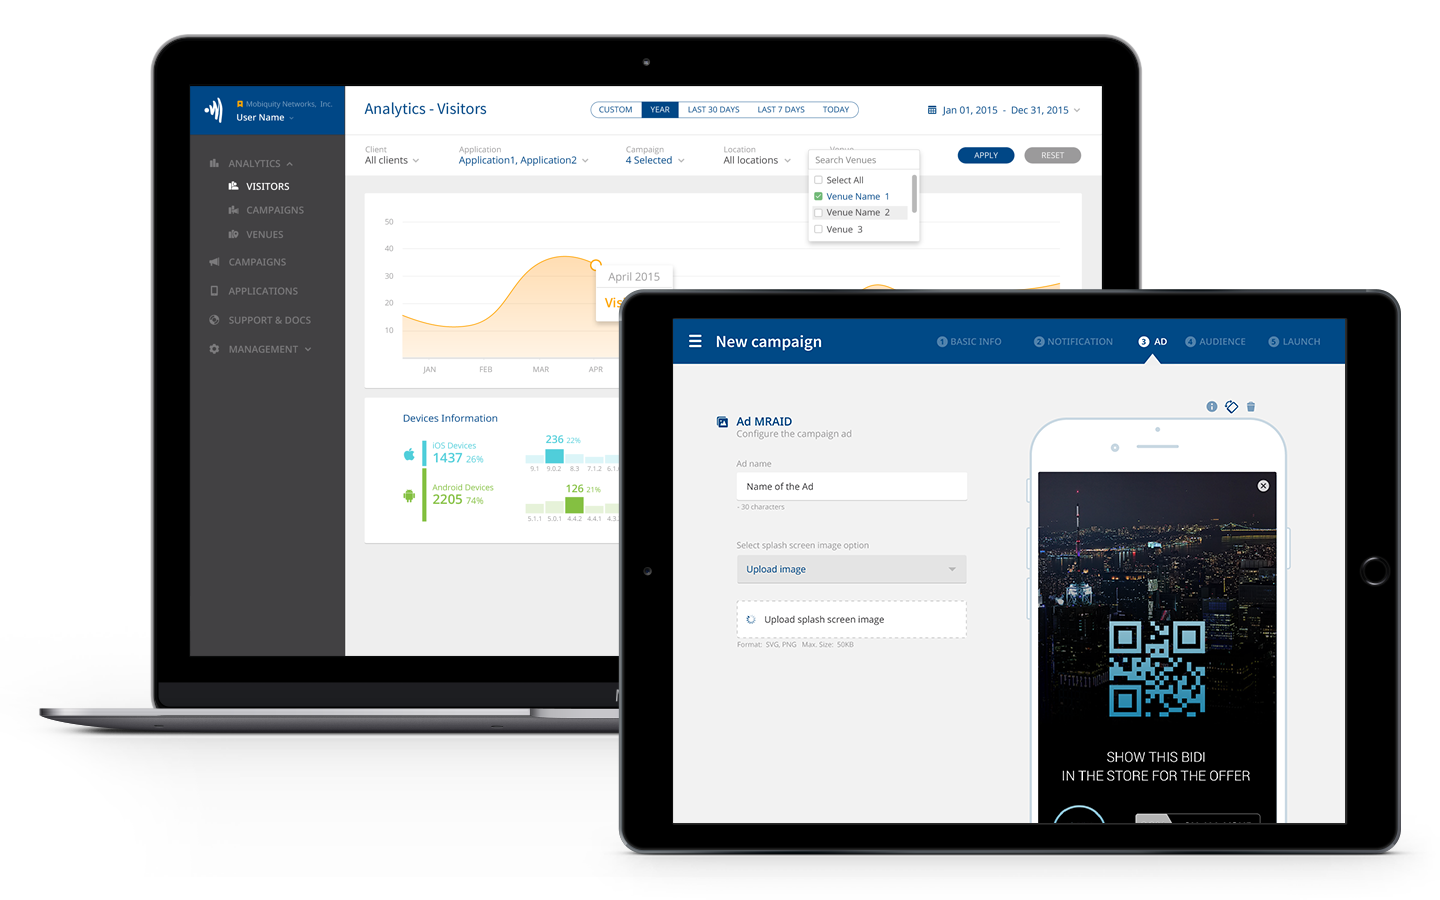 Mobiquity Networks, Inc.
User Name
ANALYTICS
VISITORS
CAMPAIGNS
VENUES
CAMPAIGNS
APPLICATIONS
SUPPORT & DOCS
MANAGEMENT
Analytics - Visitors
CUSTOM YEAR LAST 30 DAYS LAST 7 DAYS TODAY
Jan 01, 2015 - Dec 31, 2015
Client Application Campaign Location Venue
All clients Application1, Application2 4 Selected All locations
APPLY RESET
Search Venues
Select All
Venue Name 1
Venue Name 2
Venue 3
50
40
30
20
10
JAN FEB MAR APR
April 2015
Devices Information
iOS Devices
1437 26%
236 22%
9.1 9.0.2 8.3 7.1.2
Android Devices
2205 74%
126 21%
5.1.1 5.0.1 4.4.2 4.4.1
New campaign
1 BASIC INFO 2 NOTIFICATION 3 AD 4 AUDIENCE 5 LAUNCH
Ad MRAID
Configure the campaign ad
Ad name
Name of the Ad
- 30 characters
Select splash screen image option
Upload image
Upload splash screen image
Format: SVG, PNG Max. Size: 50KB
SHOW THIS BIDI
IN THE STORE FOR THE OFFER